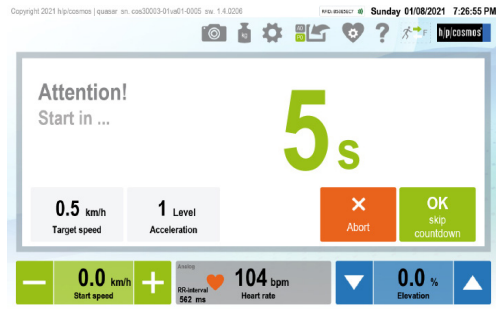 Copyright 2021 h/p/cosmos | quasar sn. cos30003-01va01-0005 sw. 1.4.0206
Sunday 01/08/2021 7:26:55 PM
kg
?
F
h/p/cosmos
Attention!
Start in ...
5 s
0.5 km/h
Target speed
1 Level
Acceleration
Abort
OK
skip
countdown
0.0 km/h
Start speed
Analog
RR-interval
562 ms
104 bpm
Heart rate
0.0 %
Elevation